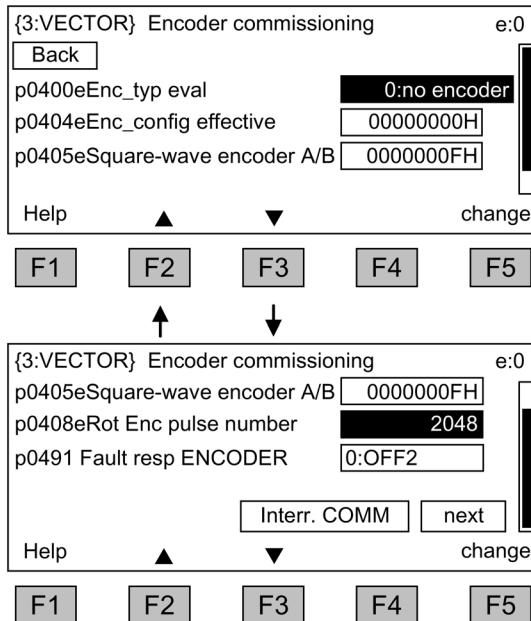 {3:VECTOR} Encoder commissioning e:0
Back
p0400eEnc_typ eval 0:no encoder
p0404eEnc_config effective 00000000H
p0405eSquare-wave encoder A/B 0000000FH
Help ▲ ▼ change
F1 F2 F3 F4 F5
{3:VECTOR} Encoder commissioning e:0
p0405eSquare-wave encoder A/B 0000000FH
p0408eRot Enc pulse number 2048
p0491 Fault resp ENCODER 0:OFF2
Interr. COMM next
Help ▲ ▼ change
F1 F2 F3 F4 F5